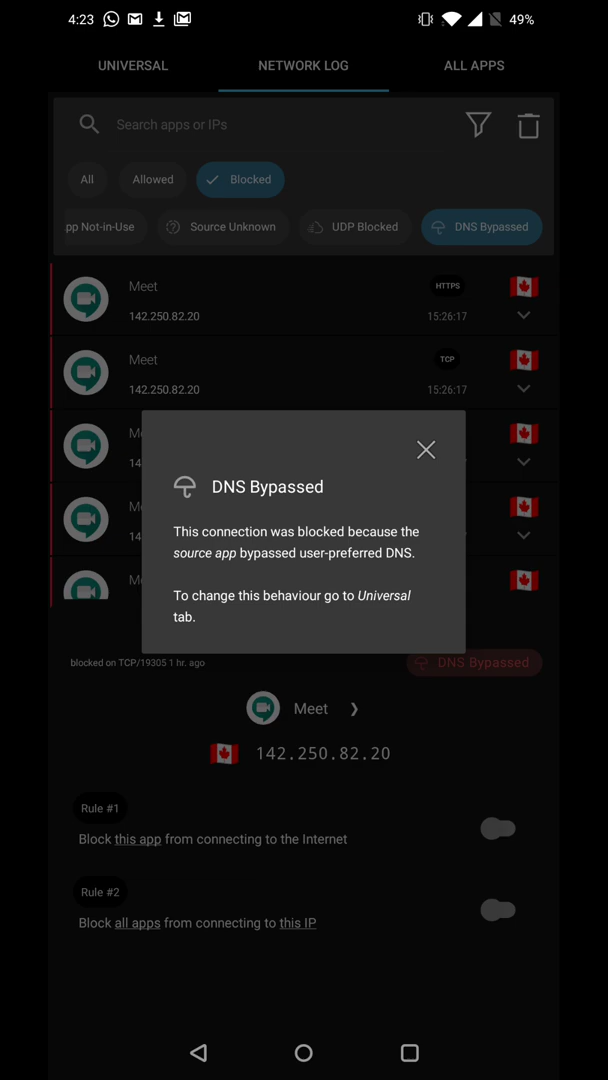 4:23
49%
UNIVERSAL
NETWORK LOG
ALL APPS
Search apps or IPs
All
Allowed
Blocked
pp Not-in-Use
Source Unknown
UDP Blocked
DNS Bypassed
Meet
HTTPS
142.250.82.20
15:26:17
Meet
TCP
142.250.82.20
15:26:17
M
14
M
14
M
DNS Bypassed
This connection was blocked because the
source app bypassed user-preferred DNS.
To change this behaviour go to Universal
tab.
blocked on TCP/19305 1 hr. ago
DNS Bypassed
Meet ❯
142.250.82.20
Rule #1
Block this app from connecting to the Internet
Rule #2
Block all apps from connecting to this IP